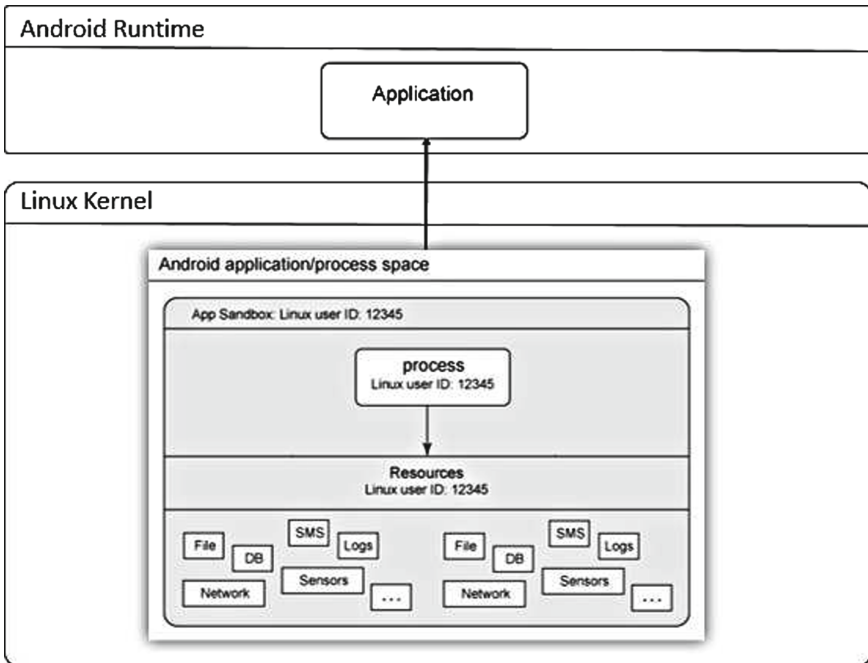 Android Runtime
Application
Linux Kernel
Android application/process space
App Sandbox: Linux user ID: 12345
process
Linux user ID: 12345
Resources
Linux user ID: 12345
File
DB
SMS
Logs
Network
Sensors
...
File
DB
SMS
Logs
Network
Sensors
...